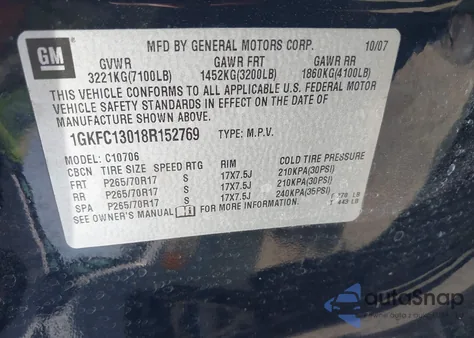 GM
MFD BY GENERAL MOTORS CORP. 10/07
GVWR GAWR FRT GAWR RR
3221KG(7100LB) 1452KG(3200LB) 1860KG(4100LB)
THIS VEHICLE CONFORMS TO ALL APPLICABLE U.S. FEDERAL MOTOR
VEHICLE SAFETY STANDARDS IN EFFECT ON THE DATE OF
MANUFACTURE SHOWN ABOVE.
1GKFC13018R152769 TYPE: M.P.V.
MODEL: C10706
CBCN TIRE SIZE SPEED RTG RIM COLD TIRE PRESSURE
FRT P265/70R17 S 17X7.5J 210KPA(30PSI)
RR P265/70R17 S 17X7.5J 210KPA(30PSI)
SPA P265/70R17 S 17X7.5J 240KPA(35PSI)
SEE OWNER'S MANUAL FOR MORE INFORMATION.
T 443 LB
autoSnap